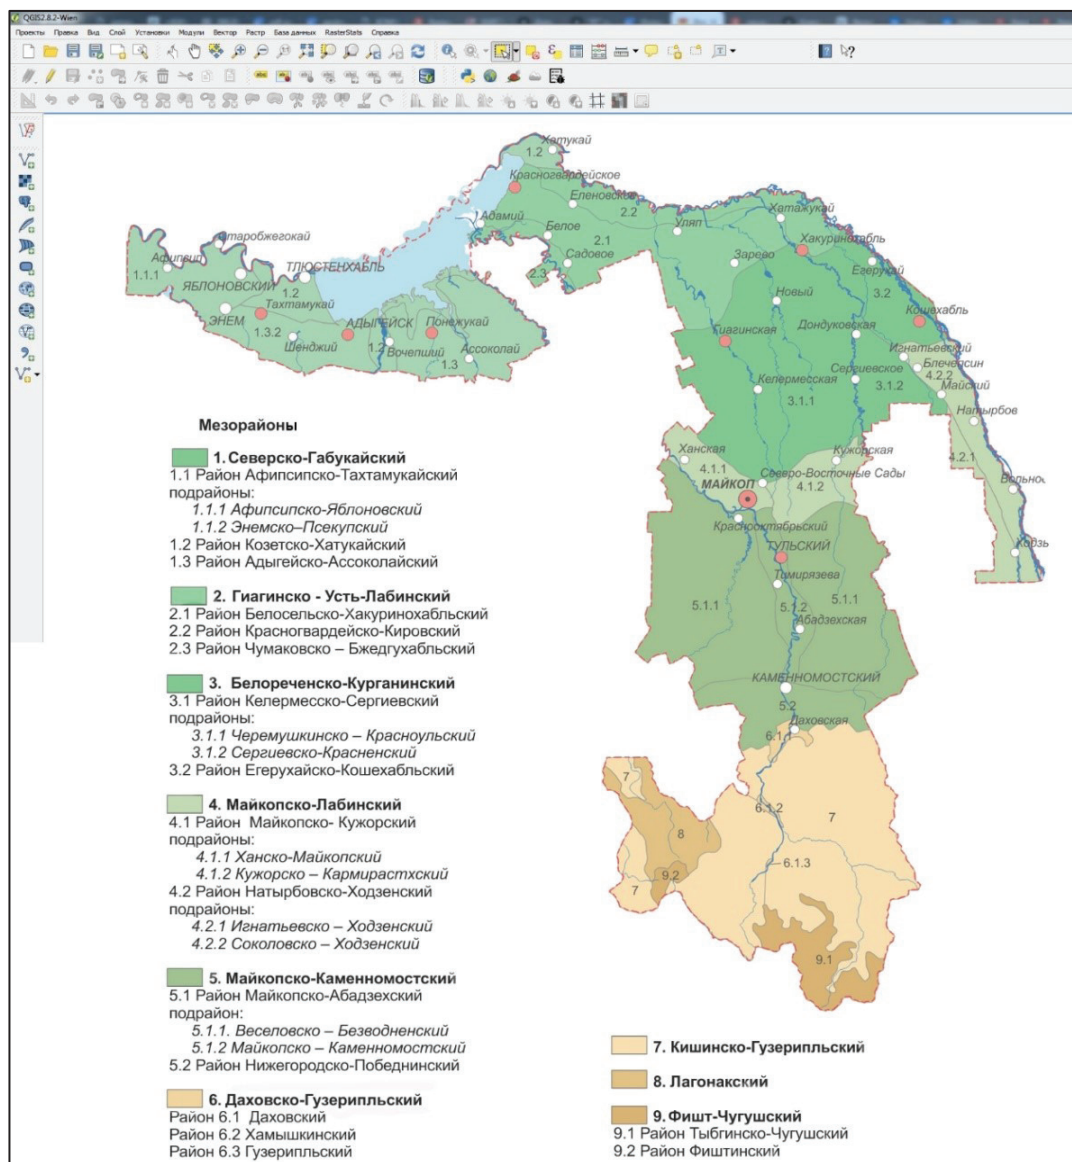 QGIS2.8.2-Wien
Проекты Правка Вид Слой Установки Модули Вектор Растр База данных RasterStats Справка
Хатукай
1.2
Красногвардейское
Еленовское
2.2
Адамий
Белое
2.1
Уляп
Хатажукай
Хакуринохабль
Старобжегокай
Афипсип
1.1.1
ТЛЮСТЕНХАБЛЬ
ЯБЛОНОВСКИЙ
1.2
Садовое
2.3
Зарево
Егерухай
3.2
Новый
Кошехабль
Тахтамукай
ЭНЕМ
1.3.2
АДЫГЕЙСК
Понежукай
Шенджий
1.2
Вочепший
Ассоколай
1.3
Гиагинская
Дондуковская
Игнатьевский
Блечепсин
4.2.2
Сергиевское
3.1.2
Майский
Келермесская
3.1.1
Натырбов
4.2.1
Ханская
4.1.1
Кужорская
Северо-Восточные Сады
4.1.2
МАЙКОП
Вольно
Краснооктябрьский
ТУЛЬСКИЙ
Ходзь
Тимирязева
5.1.1
5.1.2
5.1.1
Абадзехская
КАМЕННОМОСТСКИЙ
5.2
Даховская
6.1.1
7
6.1.2
7
8
6.1.3
9.2
7
9.1
Мезорайоны
1. Северско-Габукайский
1.1 Район Афипсипско-Тахтамукайский
подрайоны:
1.1.1 Афипсипско-Яблоновский
1.1.2 Энемско–Псекупский
1.2 Район Козетско-Хатукайский
1.3 Район Адыгейско-Ассоколайский
2. Гиагинско - Усть-Лабинский
2.1 Район Белосельско-Хакуринохабльский
2.2 Район Красногвардейско-Кировский
2.3 Район Чумаковско – Бжедгухабльский
3. Белореченско-Курганинский
3.1 Район Келермесско-Сергиевский
подрайоны:
3.1.1 Черемушкинско – Красноульский
3.1.2 Сергиевско-Красненский
3.2 Район Егерухайско-Кошехабльский
4. Майкопско-Лабинский
4.1 Район Майкопско- Кужорский
подрайоны:
4.1.1 Ханско-Майкопский
4.1.2 Кужорско – Кармирастхский
4.2 Район Натырбовско-Ходзенский
подрайоны:
4.2.1 Игнатьевско – Ходзенский
4.2.2 Соколовско – Ходзенский
5. Майкопско-Каменномостский
5.1 Район Майкопско-Абадзехский
подрайон:
5.1.1. Веселовско – Безводненский
5.1.2 Майкопско – Каменномостский
5.2 Район Нижегородско-Победнинский
6. Даховско-Гузерипльский
Район 6.1 Даховский
Район 6.2 Хамышкинский
Район 6.3 Гузерипльский
7. Кишинско-Гузерипльский
8. Лагонакский
9. Фишт-Чугушский
9.1 Район Тыбгинско-Чугушский
9.2 Район Фиштинский